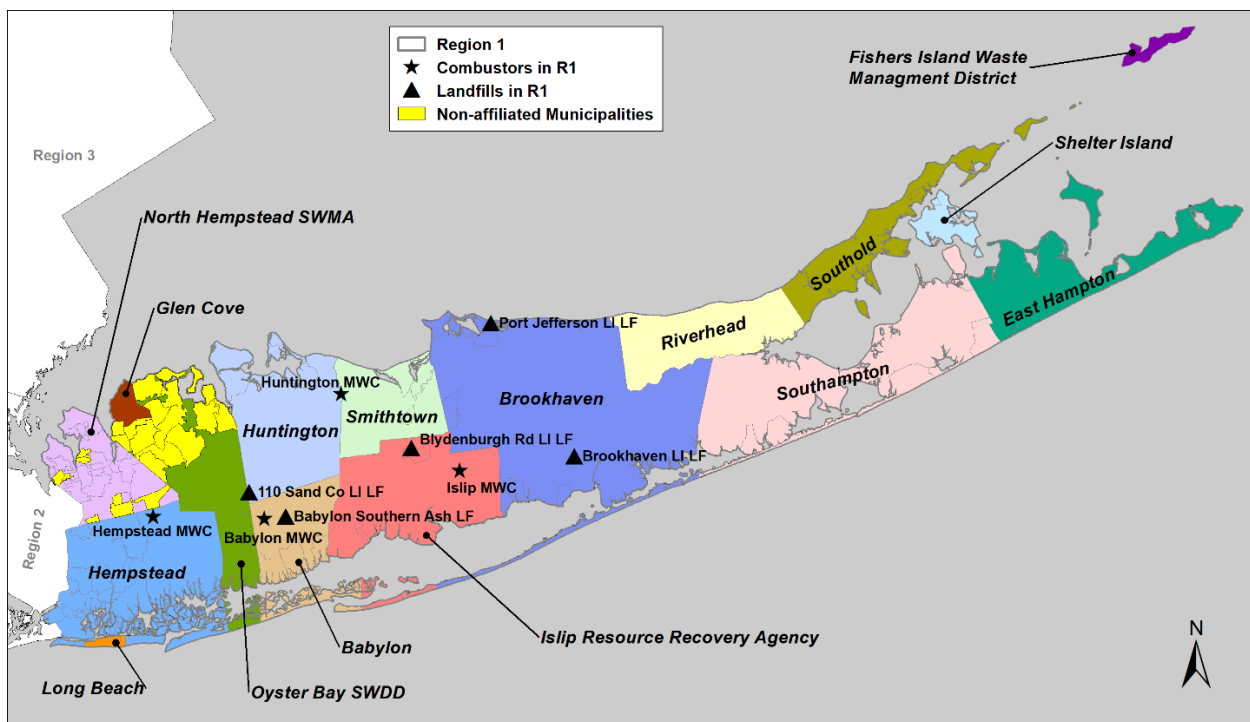 Region 1
Combustors in R1
Landfills in R1
Non-affiliated Municipalities
Fishers Island Waste
Managment District
Shelter Island
Region 3
North Hempstead SWMA
Glen Cove
Southold
East Hampton
Port Jefferson LI LF
Riverhead
Huntington MWC
Smithtown
Brookhaven
Southampton
Huntington
Blydenburgh Rd LI LF
Brookhaven LI LF
Islip MWC
110 Sand Co LI LF
Babylon Southern Ash LF
Region 2
Hempstead MWC
Babylon MWC
Hempstead
Islip Resource Recovery Agency
Babylon
Long Beach
Oyster Bay SWDD
N